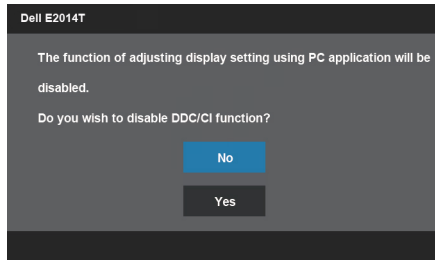 Dell E2014T
The function of adjusting display setting using PC application will be
disabled.
Do you wish to disable DDC/CI function?
No
Yes